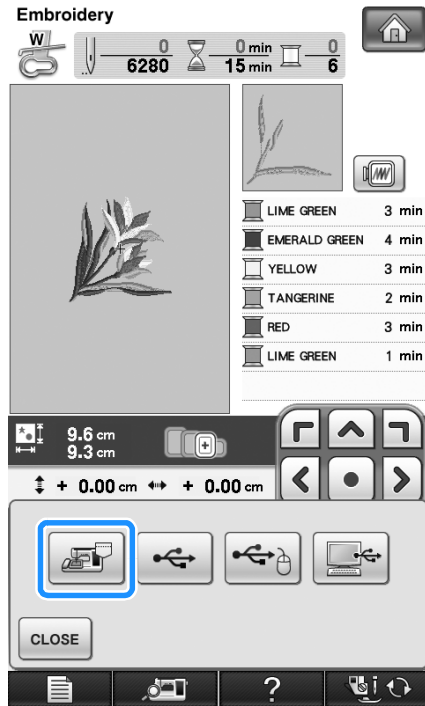 Embroidery
W
0 0 min 0
6280 15 min 6
LIME GREEN 3 min
EMERALD GREEN 4 min
YELLOW 3 min
TANGERINE 2 min
RED 3 min
LIME GREEN 1 min
9.6 cm
9.3 cm
+ 0.00 cm + 0.00 cm
CLOSE
?